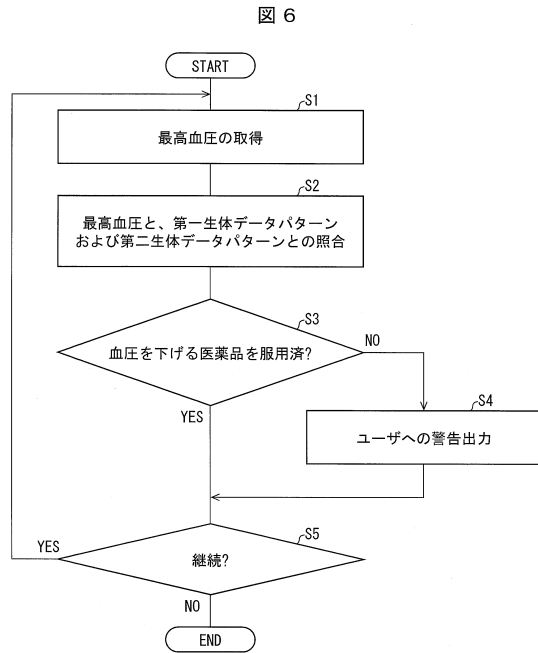 図 6
START
S1
最高血圧の取得
S2
最高血圧と、第一生体データパターン
および第二生体データパターンとの照合
S3
血圧を下げる医薬品を服用済?
NO
YES
S4
ユーザへの警告出力
S5
継続?
YES
NO
END